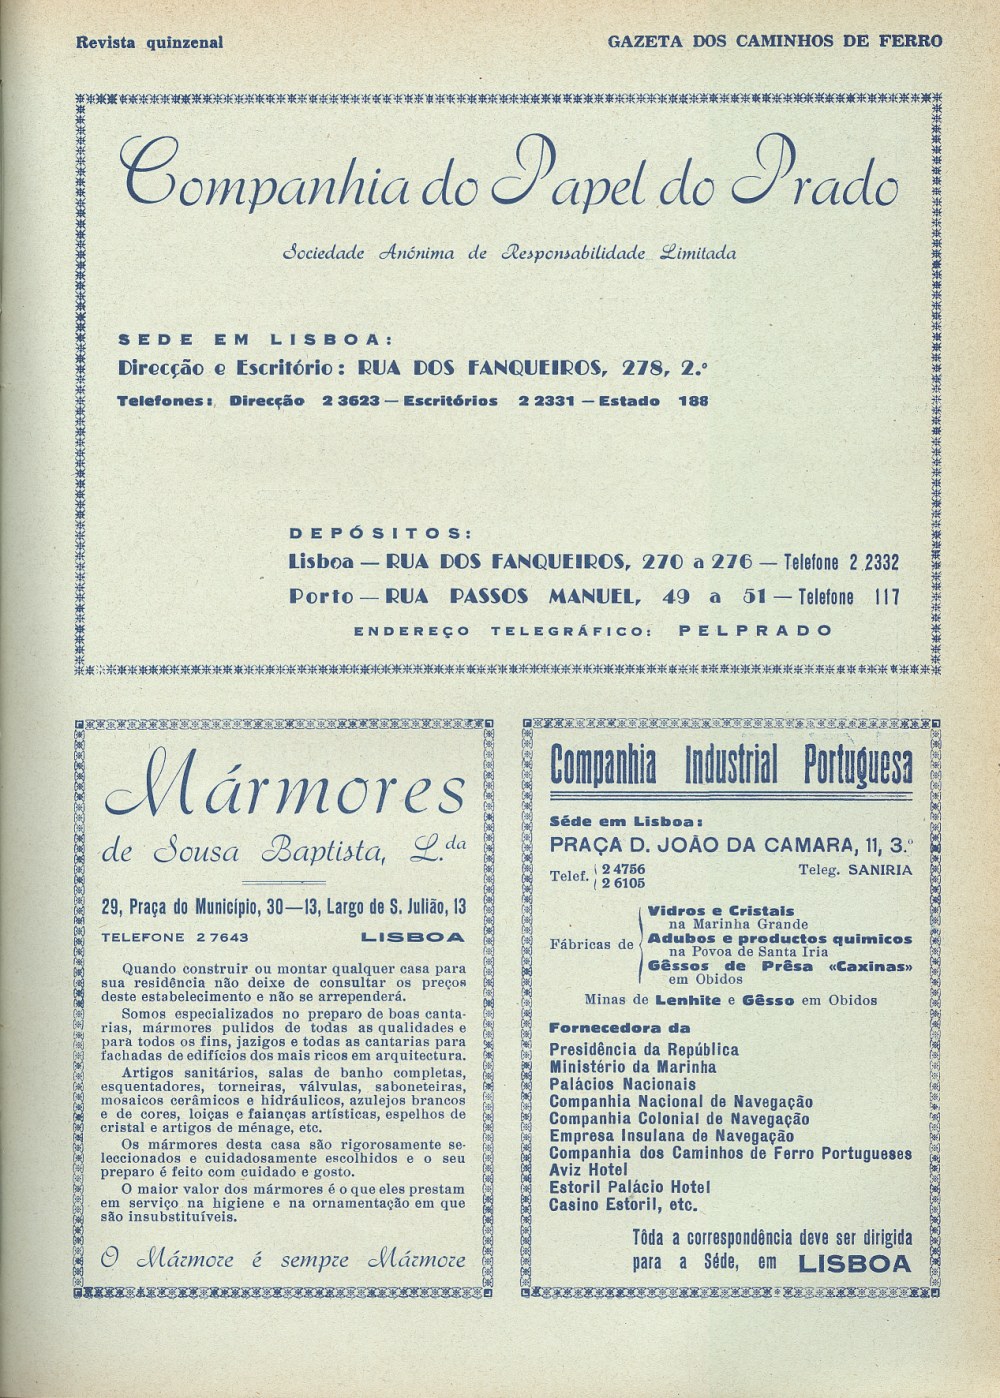 Revista quinzenal GAZETA DOS CAMINHOS DE FERRO
Companhia do Papel do Prado
Sociedade Anónima de Responsabilidade Limitada
SEDE EM LISBOA:
Direcção e Escritório: RUA DOS FANQUEIROS, 278, 2.º
Telefones: Direcção 2 3623 — Escritórios 2 2331 — Estado 188
DEPÓSITOS:
Lisboa — RUA DOS FANQUEIROS, 270 a 276 — Telefone 2 2332
Porto — RUA PASSOS MANUEL, 49 a 51 — Telefone 117
ENDEREÇO TELEGRÁFICO: PELPRADO
Mármores
de Sousa Baptista, L.da
29, Praça do Município, 30—13, Largo de S. Julião, 13
TELEFONE 2 7643 LISBOA
Quando construir ou montar qualquer casa para
sua residência não deixe de consultar os preços
deste estabelecimento e não se arrependerá.
Somos especializados no preparo de boas canta-
rias, mármores pulidos de todas as qualidades e
para todos os fins, jazigos e todas as cantarias para
fachadas de edifícios dos mais ricos em arquitectura.
Artigos sanitários, salas de banho completas,
esquentadores, torneiras, válvulas, saboneteiras,
mosaicos cerâmicos e hidráulicos, azulejos brancos
e de cores, loiças e faianças artísticas, espelhos de
cristal e artigos de ménage, etc.
Os mármores desta casa são rigorosamente se-
leccionados e cuidadosamente escolhidos e o seu
preparo é feito com cuidado e gosto.
O maior valor dos mármores é o que eles prestam
em serviço na higiene e na ornamentação em que
são insubstituíveis.
O Mármore é sempre Mármore
Companhia Industrial Portuguesa
Séde em Lisboa:
PRAÇA D. JOÃO DA CAMARA, 11, 3.º
Telef. 2 4756 Teleg. SANIRIA
2 6105
Vidros e Cristais
na Marinha Grande
Fábricas de Adubos e productos quimicos
na Povoa de Santa Iria
Gêssos de Prêsa «Caxinas»
em Obidos
Minas de Lenhite e Gêsso em Obidos
Fornecedora da
Presidência da República
Ministério da Marinha
Palácios Nacionais
Companhia Nacional de Navegação
Companhia Colonial de Navegação
Empresa Insulana de Navegação
Companhia dos Caminhos de Ferro Portugueses
Aviz Hotel
Estoril Palácio Hotel
Casino Estoril, etc.
Tôda a correspondência deve ser dirigida
para a Séde, em LISBOA